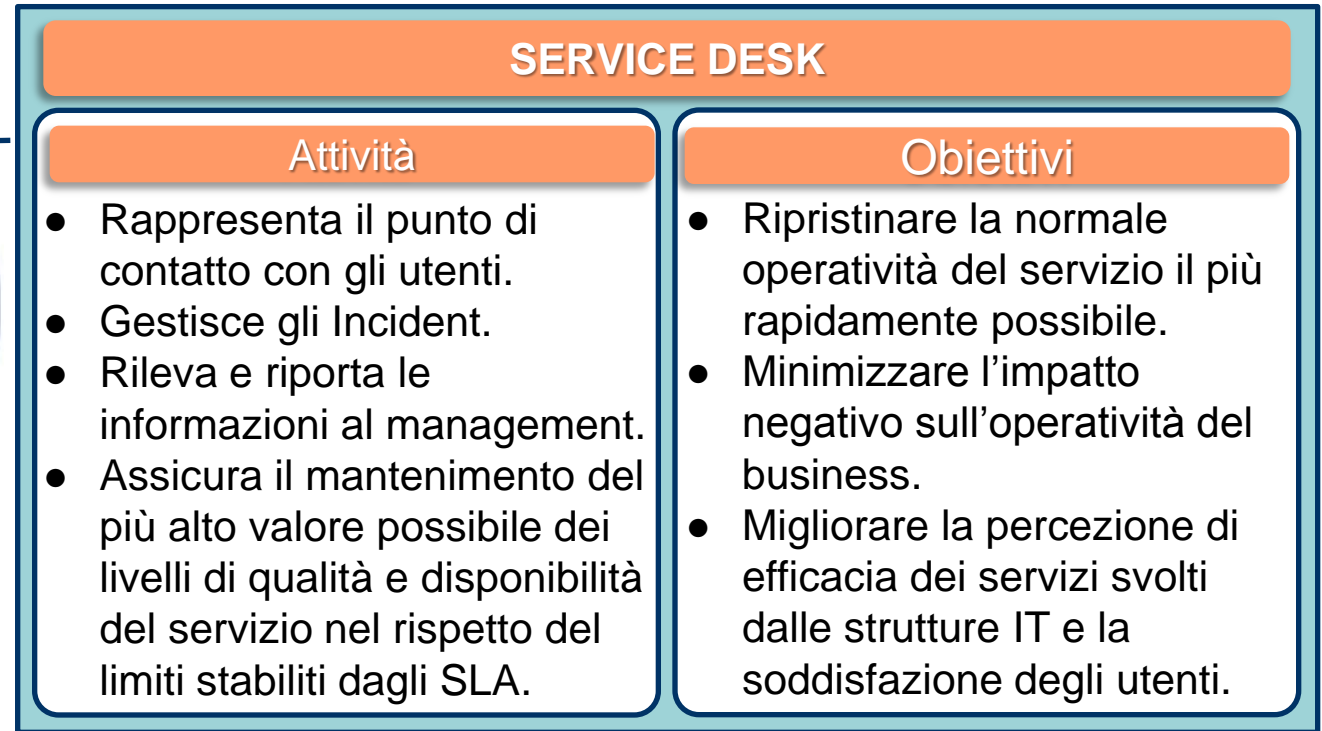 SERVICE DESK
Attività
● Rappresenta il punto di
contatto con gli utenti.
● Gestisce gli Incident.
● Rileva e riporta le
informazioni al management.
● Assicura il mantenimento del
più alto valore possibile dei
livelli di qualità e disponibilità
del servizio nel rispetto del
limiti stabiliti dagli SLA.
Obiettivi
● Ripristinare la normale
operatività del servizio il più
rapidamente possibile.
● Minimizzare l’impatto
negativo sull’operatività del
business.
● Migliorare la percezione di
efficacia dei servizi svolti
dalle strutture IT e la
soddisfazione degli utenti.